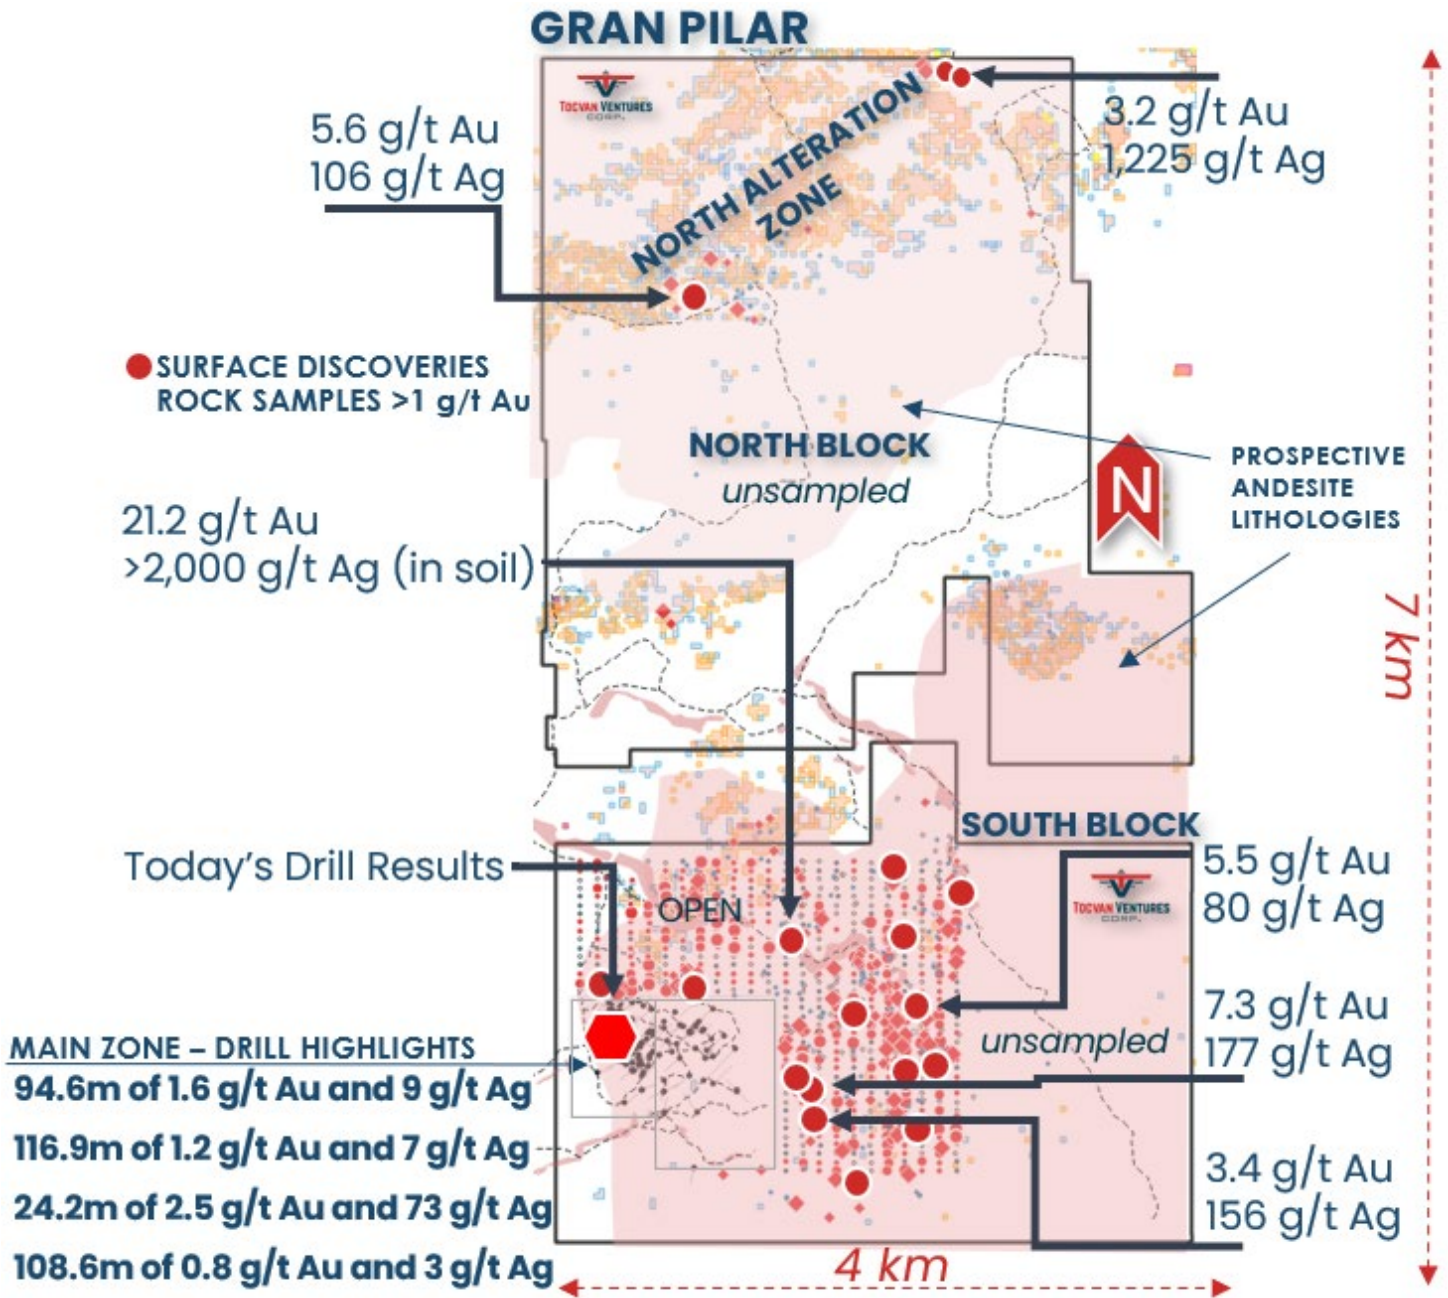 GRAN PILAR
TOCVAN VENTURES
CORP.
5.6 g/t Au
106 g/t Ag
3.2 g/t Au
1,225 g/t Ag
NORTH ALTERATION
ZONE
SURFACE DISCOVERIES
ROCK SAMPLES >1 g/t Au
NORTH BLOCK
unsampled
N
PROSPECTIVE
ANDESITE
LITHOLOGIES
21.2 g/t Au
>2,000 g/t Ag (in soil)
7 km
SOUTH BLOCK
Today's Drill Results
OPEN
TOCVAN VENTURES
CORP.
5.5 g/t Au
80 g/t Ag
unsampled
7.3 g/t Au
177 g/t Ag
MAIN ZONE – DRILL HIGHLIGHTS
94.6m of 1.6 g/t Au and 9 g/t Ag
116.9m of 1.2 g/t Au and 7 g/t Ag
24.2m of 2.5 g/t Au and 73 g/t Ag
108.6m of 0.8 g/t Au and 3 g/t Ag
3.4 g/t Au
156 g/t Ag
4 km